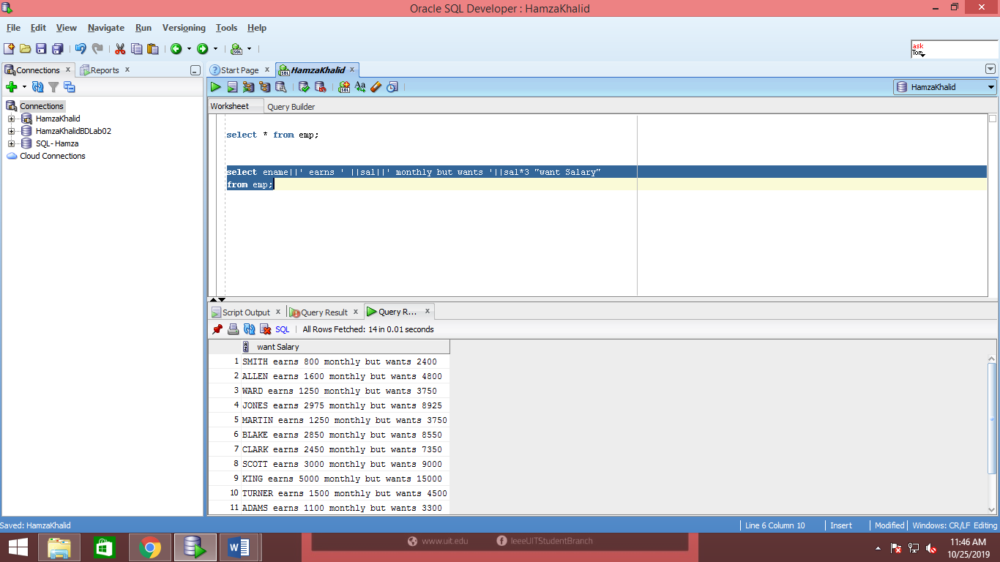 Oracle SQL Developer : HamzaKhalid
File Edit View Navigate Run Versioning Tools Help
ask
Tom
Connections
Reports
Start Page
HamzaKhalid
HamzaKhalid
Worksheet
Query Builder
Connections
HamzaKhalid
HamzaKhalidBDLab02
SQL- Hamza
Cloud Connections
select * from emp;
select ename||' earns ' ||sal||' monthly but wants '||sal*3 "want Salary"
from emp;
Script Output
Query Result
Query R...
SQL
All Rows Fetched: 14 in 0.01 seconds
want Salary
1 SMITH earns 800 monthly but wants 2400
2 ALLEN earns 1600 monthly but wants 4800
3 WARD earns 1250 monthly but wants 3750
4 JONES earns 2975 monthly but wants 8925
5 MARTIN earns 1250 monthly but wants 3750
6 BLAKE earns 2850 monthly but wants 8550
7 CLARK earns 2450 monthly but wants 7350
8 SCOTT earns 3000 monthly but wants 9000
9 KING earns 5000 monthly but wants 15000
10 TURNER earns 1500 monthly but wants 4500
11 ADAMS earns 1100 monthly but wants 3300
Saved: HamzaKhalid
Line 6 Column 10
Insert
Modified
Windows: CR/LF Editing
www.uit.edu
IeeeUITStudentBranch
11:46 AM
10/25/2019